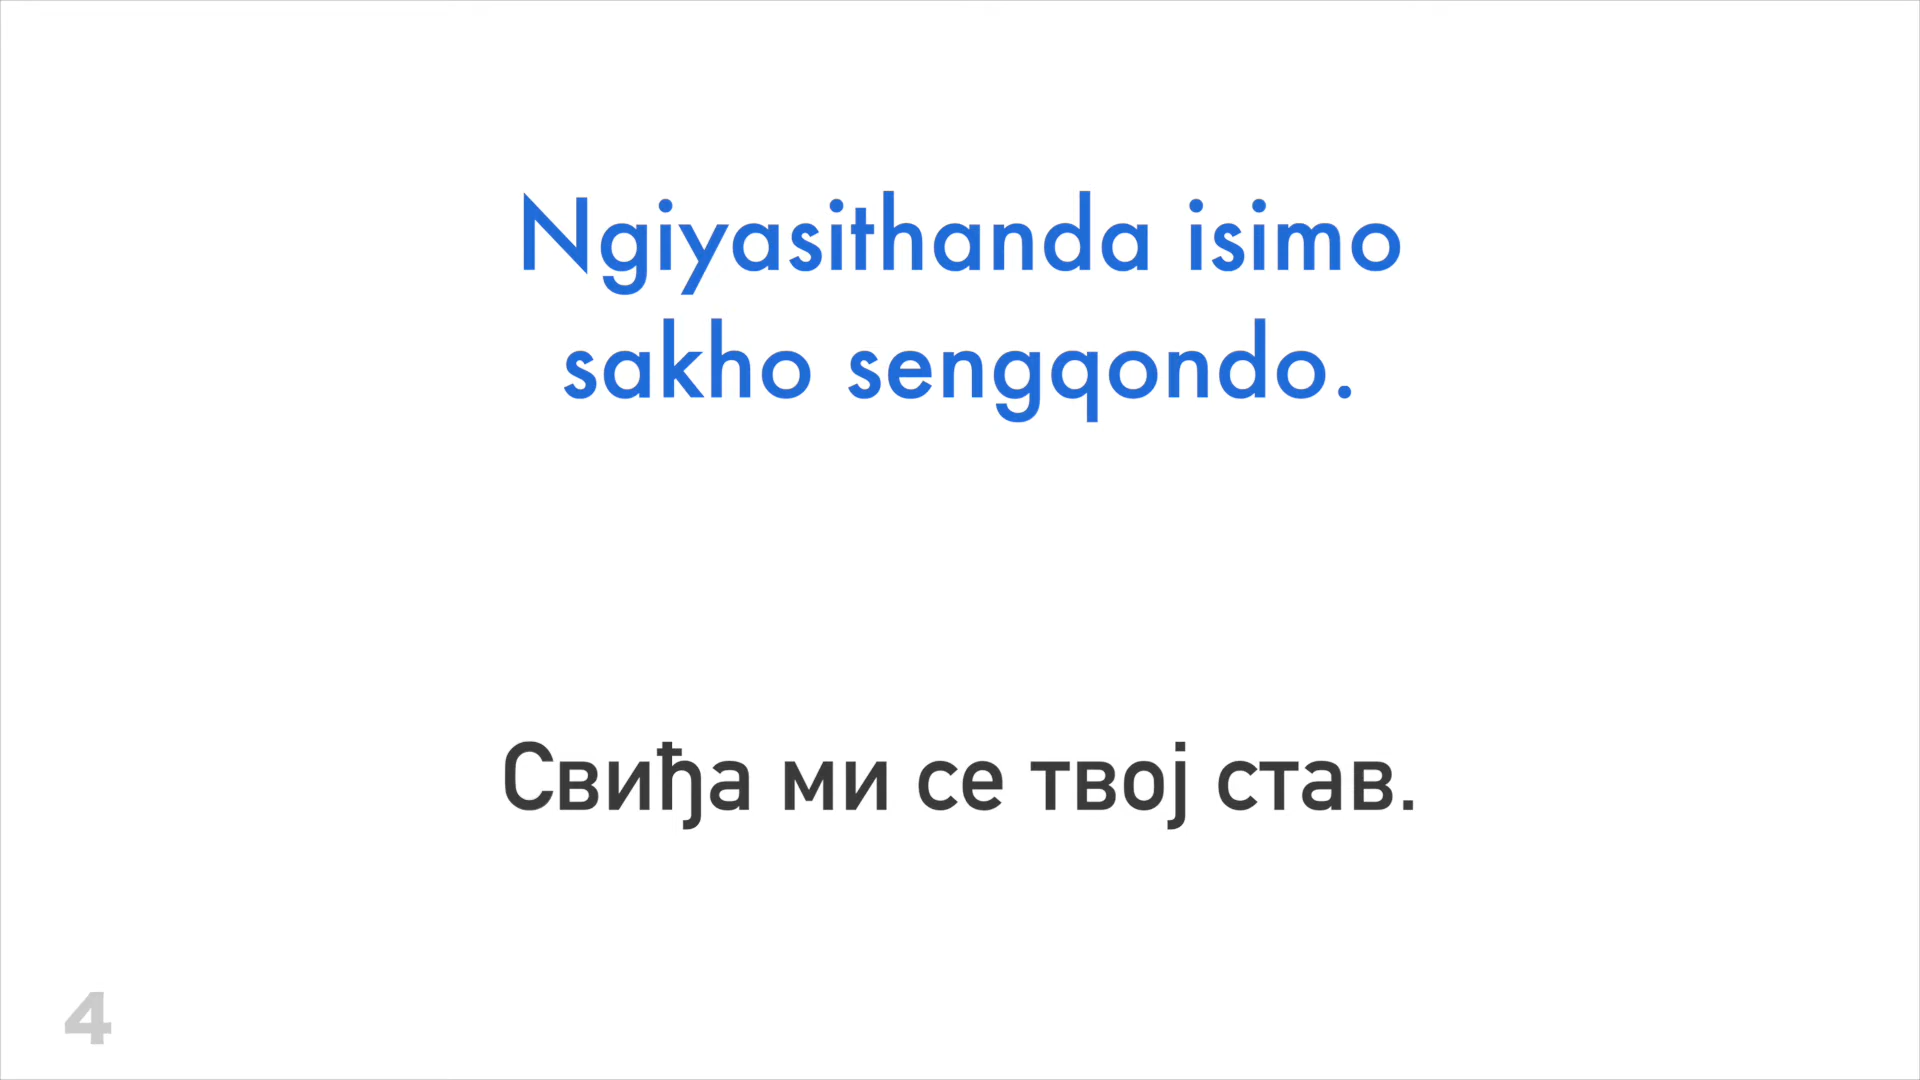 Ngiyasithanda isimo
sakho sengqondo.
Свиђа ми се твој став.
4